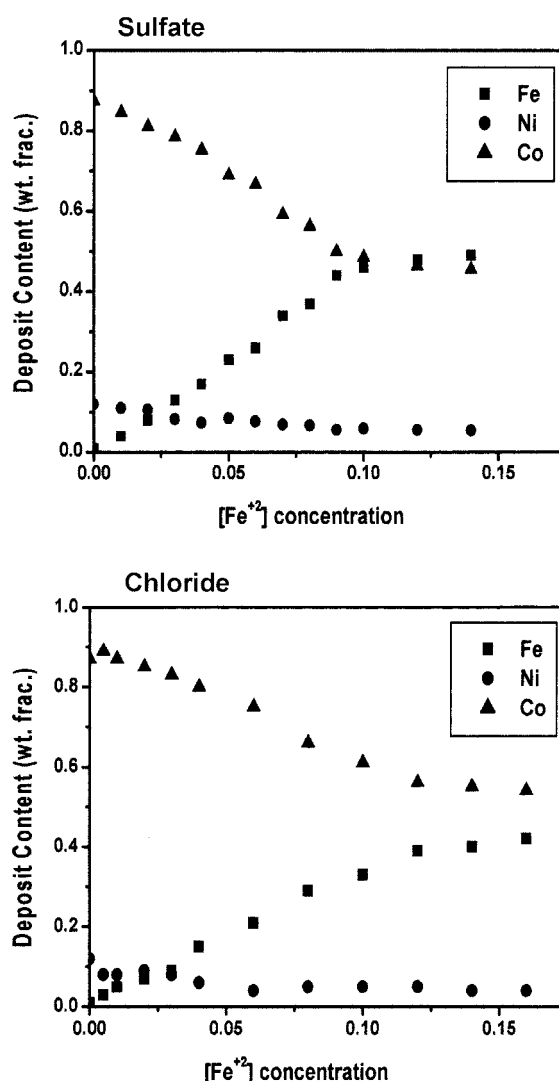 Sulfate
1.0
0.8
0.6
0.4
0.2
0.0
Deposit Content (wt. frac.)
Fe
Ni
Co
0.00
0.05
0.10
0.15
[Fe+2] concentration
Chloride
1.0
0.8
0.6
0.4
0.2
0.0
Deposit Content (wt. frac.)
Fe
Ni
Co
0.00
0.05
0.10
0.15
[Fe+2] concentration